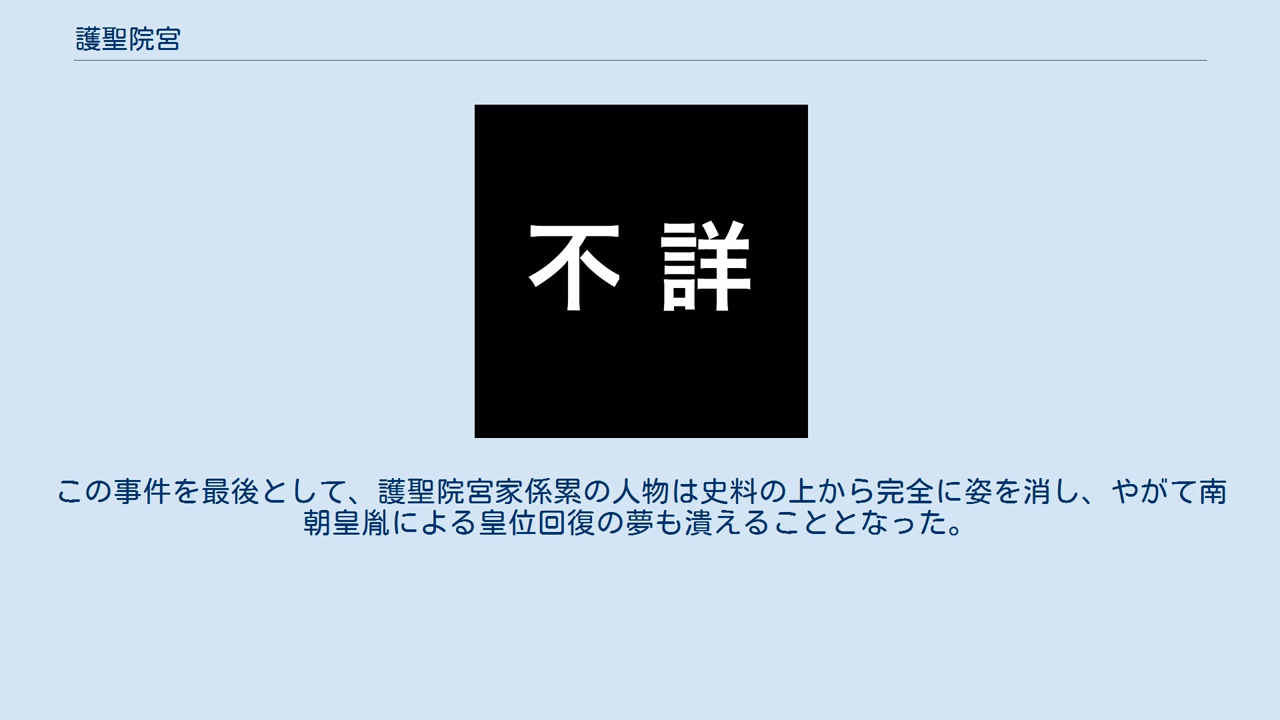 護聖院宮
不詳
この事件を最後として、護聖院宮家係累の人物は史料の上から完全に姿を消し、やがて南
朝皇胤による皇位回復の夢も潰えることとなった。